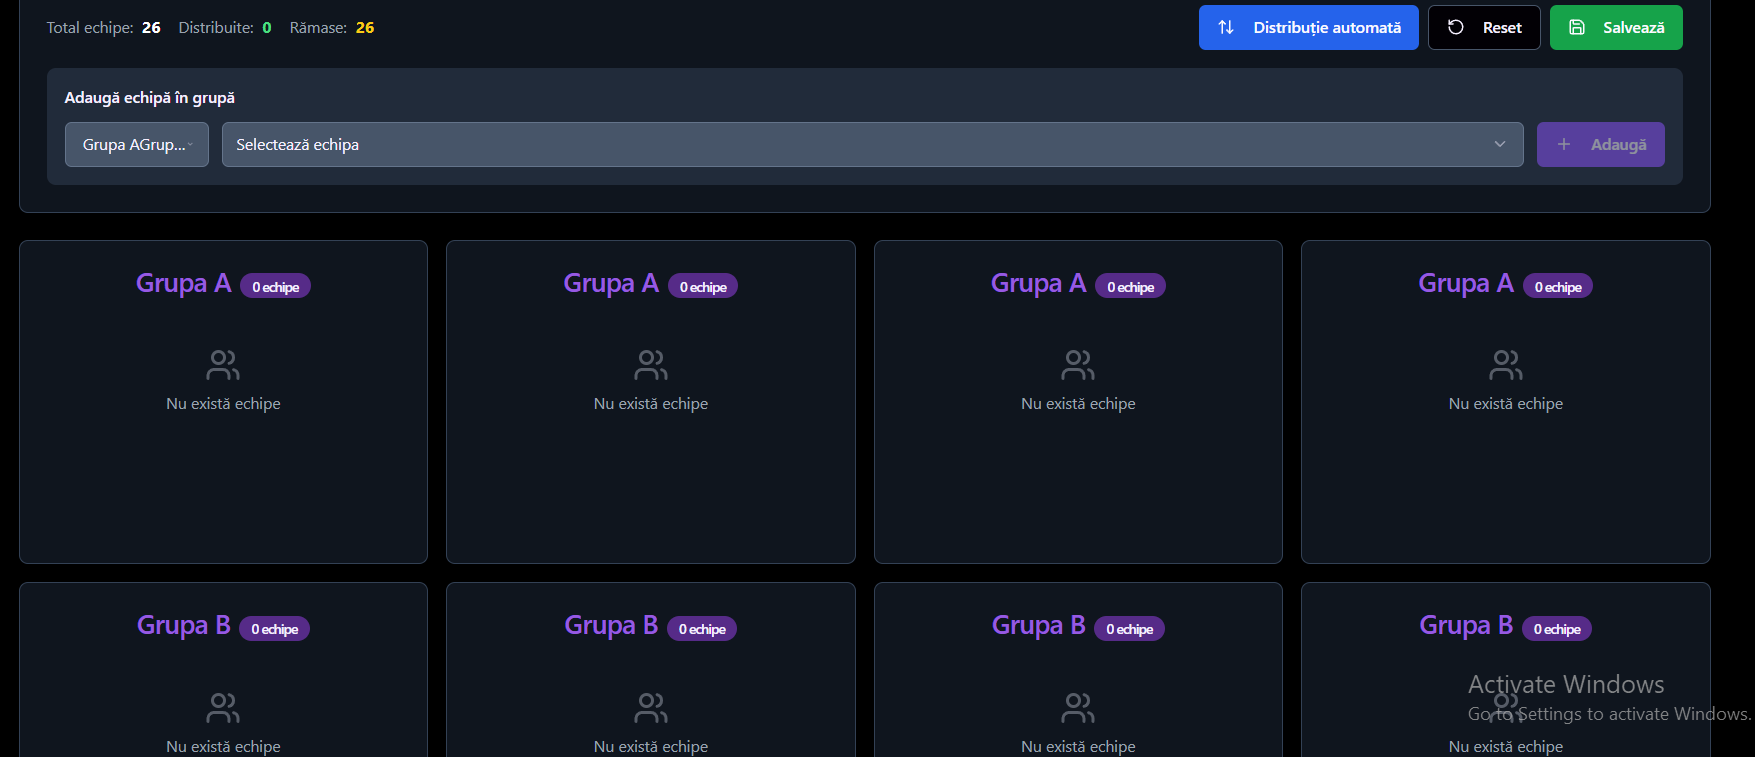 Total echipe: 26 Distribuite: 0 Rămase: 26
Distribuție automată Reset Salvează
Adaugă echipă în grupă
Grupa AGrup... Selectează echipa Adaugă
Grupa A 0 echipe Grupa A 0 echipe Grupa A 0 echipe Grupa A 0 echipe
Nu există echipe Nu există echipe Nu există echipe Nu există echipe
Grupa B 0 echipe Grupa B 0 echipe Grupa B 0 echipe Grupa B 0 echipe
Activate Windows
Go to Settings to activate Windows.
Nu există echipe Nu există echipe Nu există echipe Nu există echipe